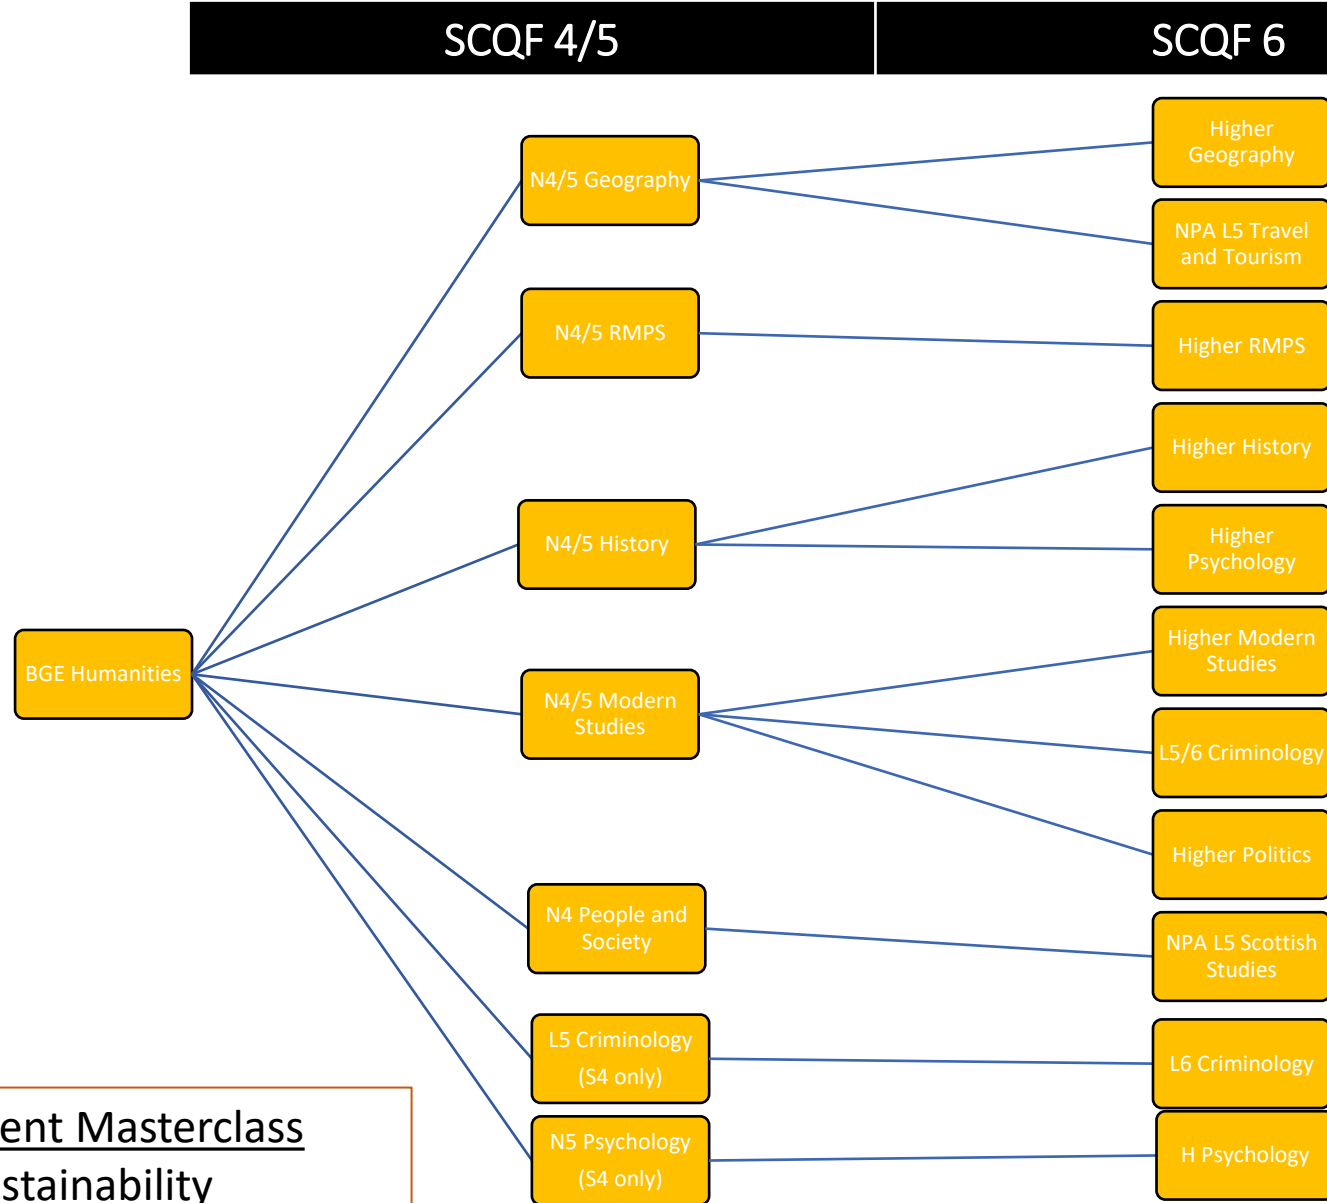 SCQF 4/5
SCQF 6
BGE Humanities
N4/5 Geography
N4/5 RMPS
N4/5 History
N4/5 Modern
Studies
N4 People and
Society
L5 Criminology
(S4 only)
N5 Psychology
(S4 only)
Higher
Geography
NPA L5 Travel
and Tourism
Higher RMPS
Higher History
Higher
Psychology
Higher Modern
Studies
L5/6 Criminology
Higher Politics
NPA L5 Scottish
Studies
L6 Criminology
H Psychology
ent Masterclass
stainability